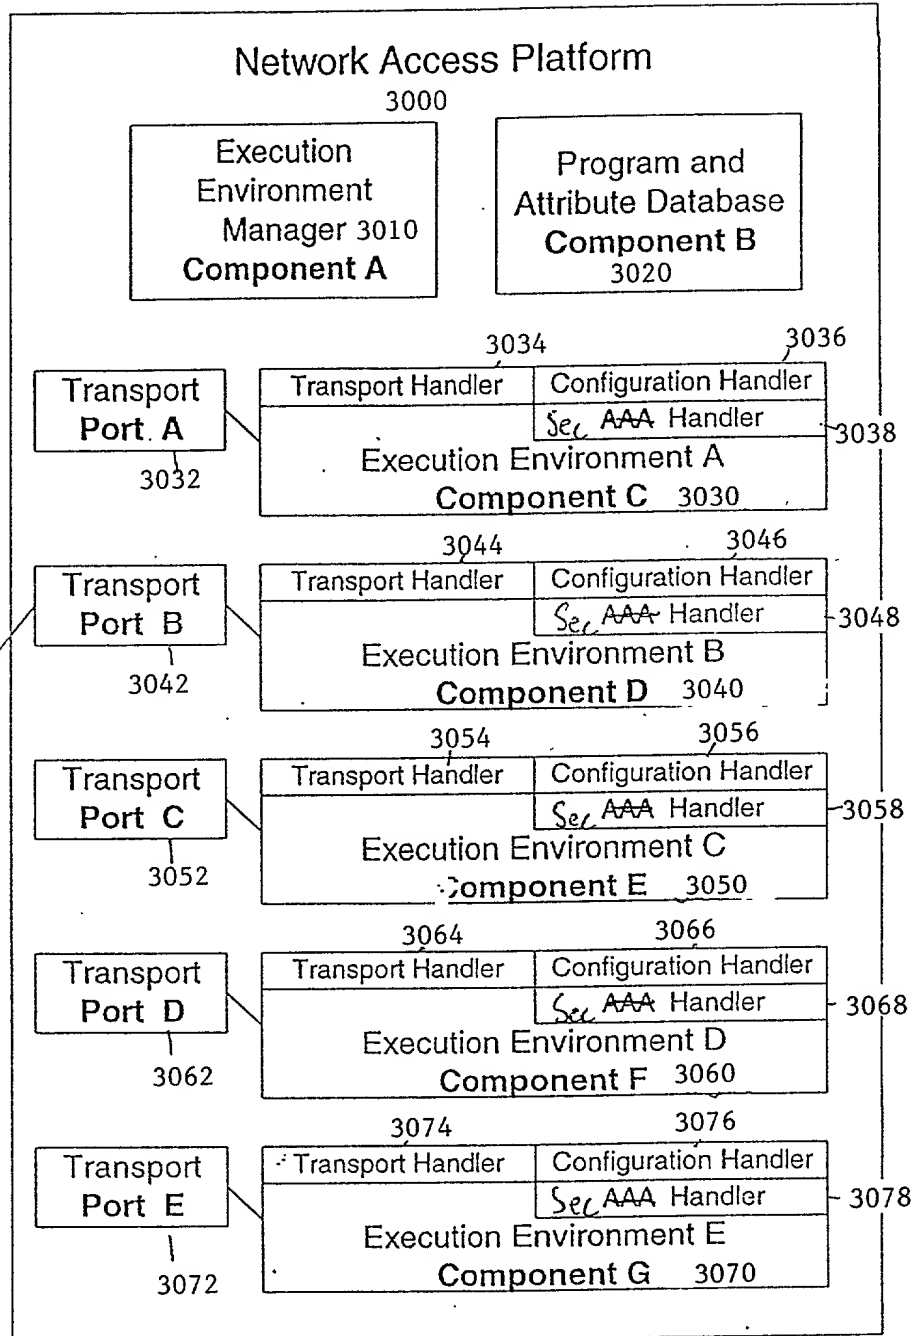 Network Access Platform
3000
Execution
Environment
Manager 3010
Component A
Program and
Attribute Database
Component B
3020
3034
3036
Transport
Port A
3032
Transport Handler
Configuration Handler
Sec AAA Handler
3038
Execution Environment A
Component C 3030
3044
3046
Transport
Port B
3042
Transport Handler
Configuration Handler
Sec AAA Handler
3048
Execution Environment B
Component D 3040
3054
3056
Transport
Port C
3052
Transport Handler
Configuration Handler
Sec AAA Handler
3058
Execution Environment C
Component E 3050
3064
3066
Transport
Port D
3062
Transport Handler
Configuration Handler
Sec AAA Handler
3068
Execution Environment D
Component F 3060
3074
3076
Transport
Port E
3072
Transport Handler
Configuration Handler
Sec AAA Handler
3078
Execution Environment E
Component G 3070